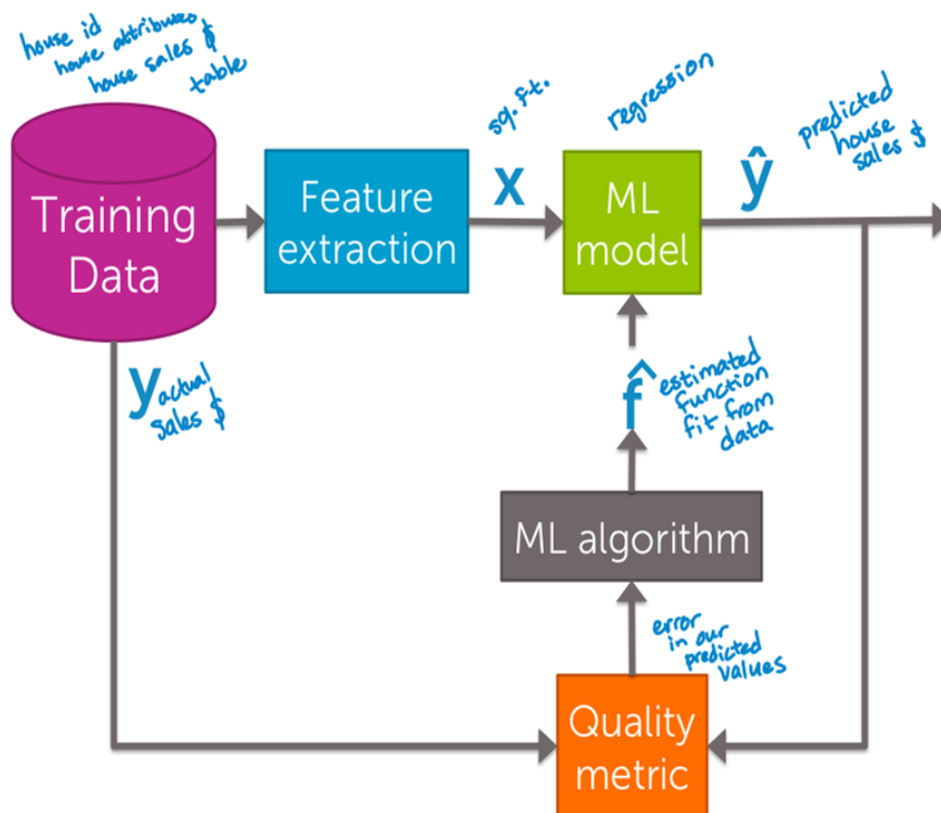 house id
house attributes
house sales $
table
Training
Data
Feature
extraction
sq.ft.
x
regression
ML
model
ŷ
predicted
house
sales $
y
actual
sales $
f̂
estimated
function
fit from
data
ML algorithm
error
in our
predicted
values
Quality
metric